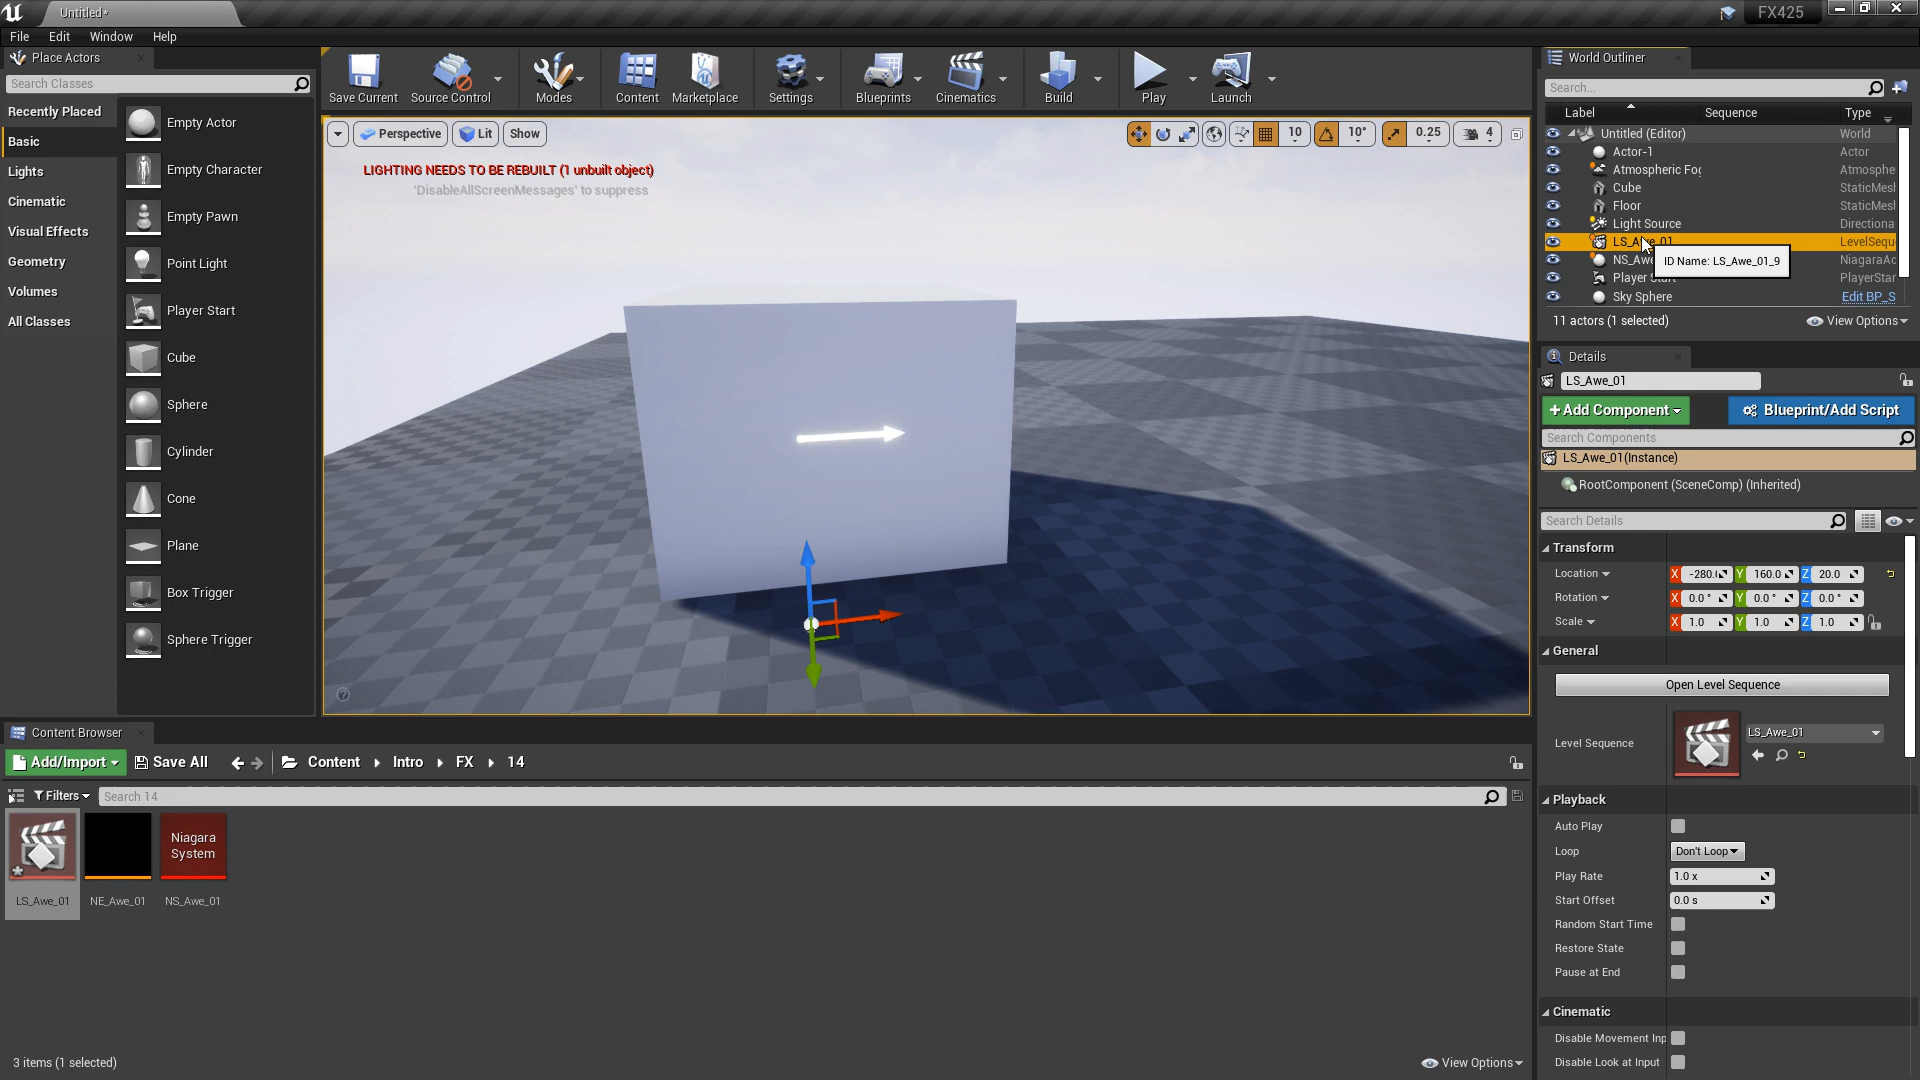 Untitled*
FX425
File Edit Window Help
Place Actors
Search Classes
Recently Placed
Basic
Lights
Cinematic
Visual Effects
Geometry
Volumes
All Classes
Empty Actor
Empty Character
Empty Pawn
Point Light
Player Start
Cube
Sphere
Cylinder
Cone
Plane
Box Trigger
Sphere Trigger
Save Current
Source Control
Modes
Content
Marketplace
Settings
Blueprints
Cinematics
Build
Play
Launch
Perspective
Lit
Show
10
10°
0.25
4
LIGHTING NEEDS TO BE REBUILT (1 unbuilt object)
'DisableAllScreenMessages' to suppress
World Outliner
Search...
Label Sequence Type
Untitled (Editor) World
Actor-1 Actor
Atmospheric Fog Atmosphe
Cube StaticMesh
Floor StaticMesh
Light Source Directiona
LS_Awe_01 LevelSequ
ID Name: LS_Awe_01_9
NS_Awe NiagaraAc
Player Start PlayerStar
Sky Sphere Edit BP_S
11 actors (1 selected)
View Options
Details
LS_Awe_01
+Add Component
Blueprint/Add Script
Search Components
LS_Awe_01(Instance)
RootComponent (SceneComp) (Inherited)
Search Details
Transform
Location X -280.( Y 160.0 Z 20.0
Rotation X 0.0 ° Y 0.0 ° Z 0.0 °
Scale X 1.0 Y 1.0 Z 1.0
General
Open Level Sequence
Level Sequence
LS_Awe_01
Playback
Auto Play
Loop Don't Loop
Play Rate 1.0 x
Start Offset 0.0 s
Random Start Time
Restore State
Pause at End
Cinematic
Disable Movement Inp
Disable Look at Input
Content Browser
Add/Import
Save All
Content Intro FX 14
Filters
Search 14
Niagara
System
LS_Awe_01
NE_Awe_01
NS_Awe_01
3 items (1 selected)
View Options